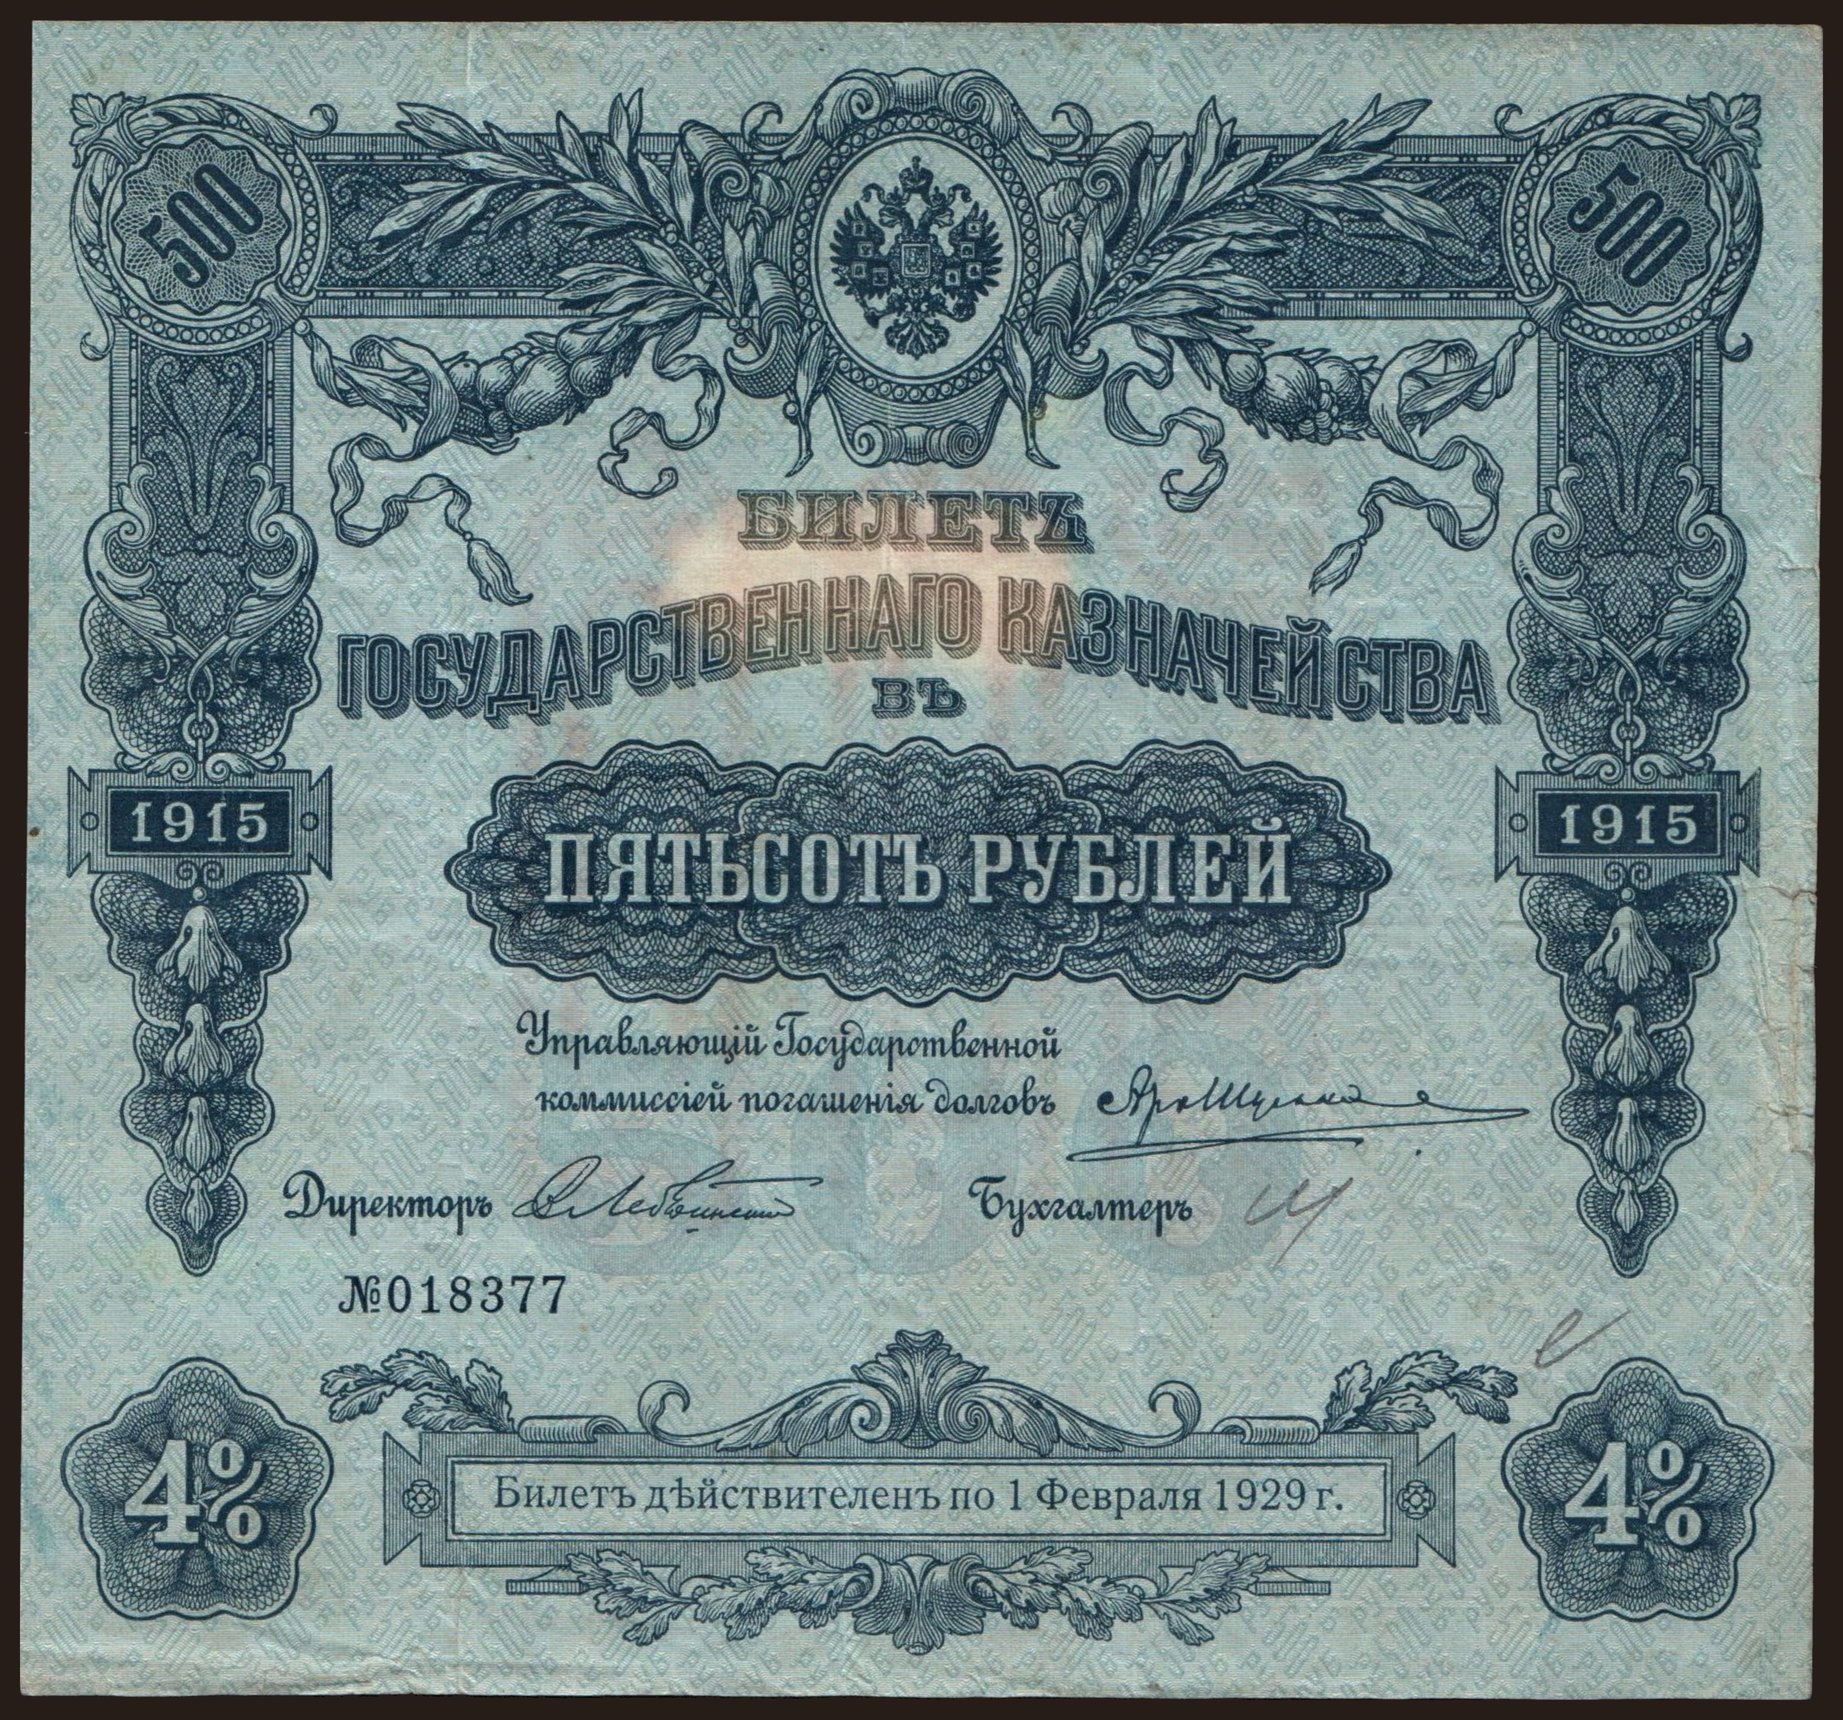 500 500
БИЛЕТЪ
ГОСУДАРСТВЕННАГО КАЗНАЧЕЙСТВА
ВЪ
1915 1915
ПЯТЬСОТЪ РУБЛЕЙ
Управляющій Государственной
коммиссіей погашенія долговъ
Директоръ Бухгалтеръ
№018377
4% 4%
Билетъ дѣйствителенъ по 1 Февраля 1929 г.